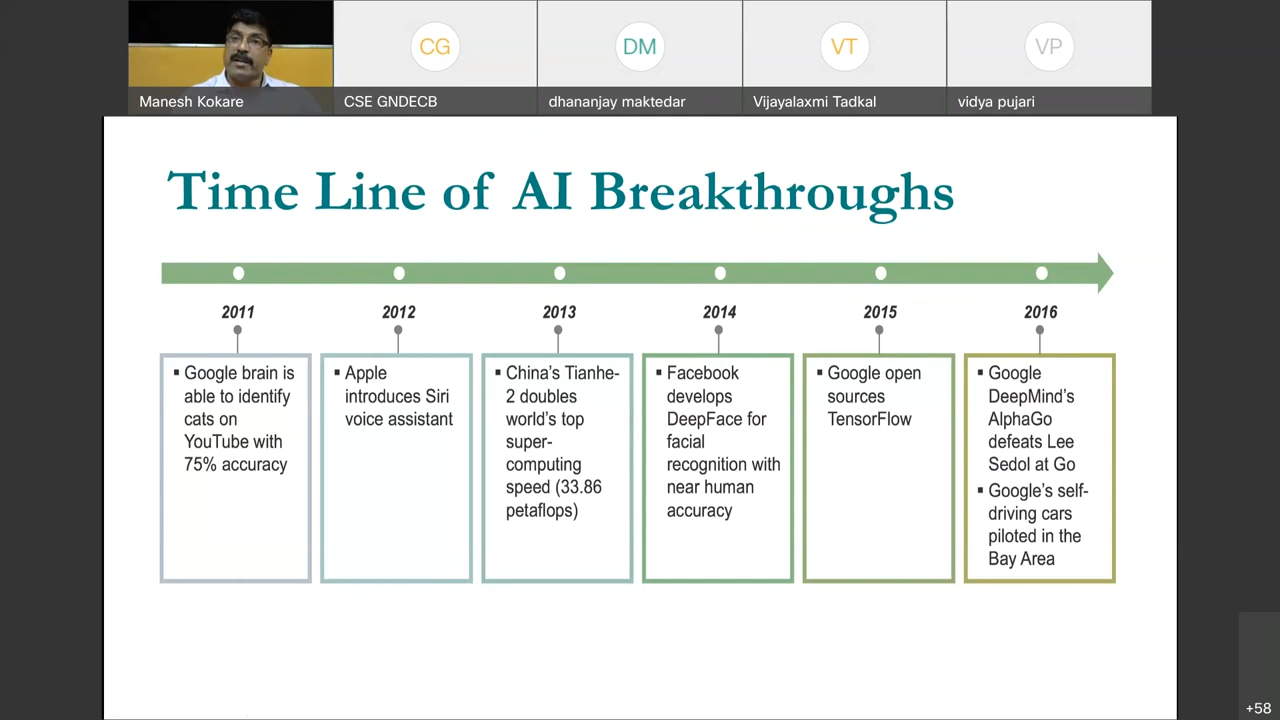 CG
DM
VT
VP
Manesh Kokare
CSE GNDECB
dhananjay maktedar
Vijayalaxmi Tadkal
vidya pujari
Time Line of AI Breakthroughs
2011
2012
2013
2014
2015
2016
▪ Google brain is
able to identify
cats on
YouTube with
75% accuracy
▪ Apple
introduces Siri
voice assistant
▪ China's Tianhe-
2 doubles
world's top
super-
computing
speed (33.86
petaflops)
▪ Facebook
develops
DeepFace for
facial
recognition with
near human
accuracy
▪ Google open
sources
TensorFlow
▪ Google
DeepMind's
AlphaGo
defeats Lee
Sedol at Go
▪ Google's self-
driving cars
piloted in the
Bay Area
+58